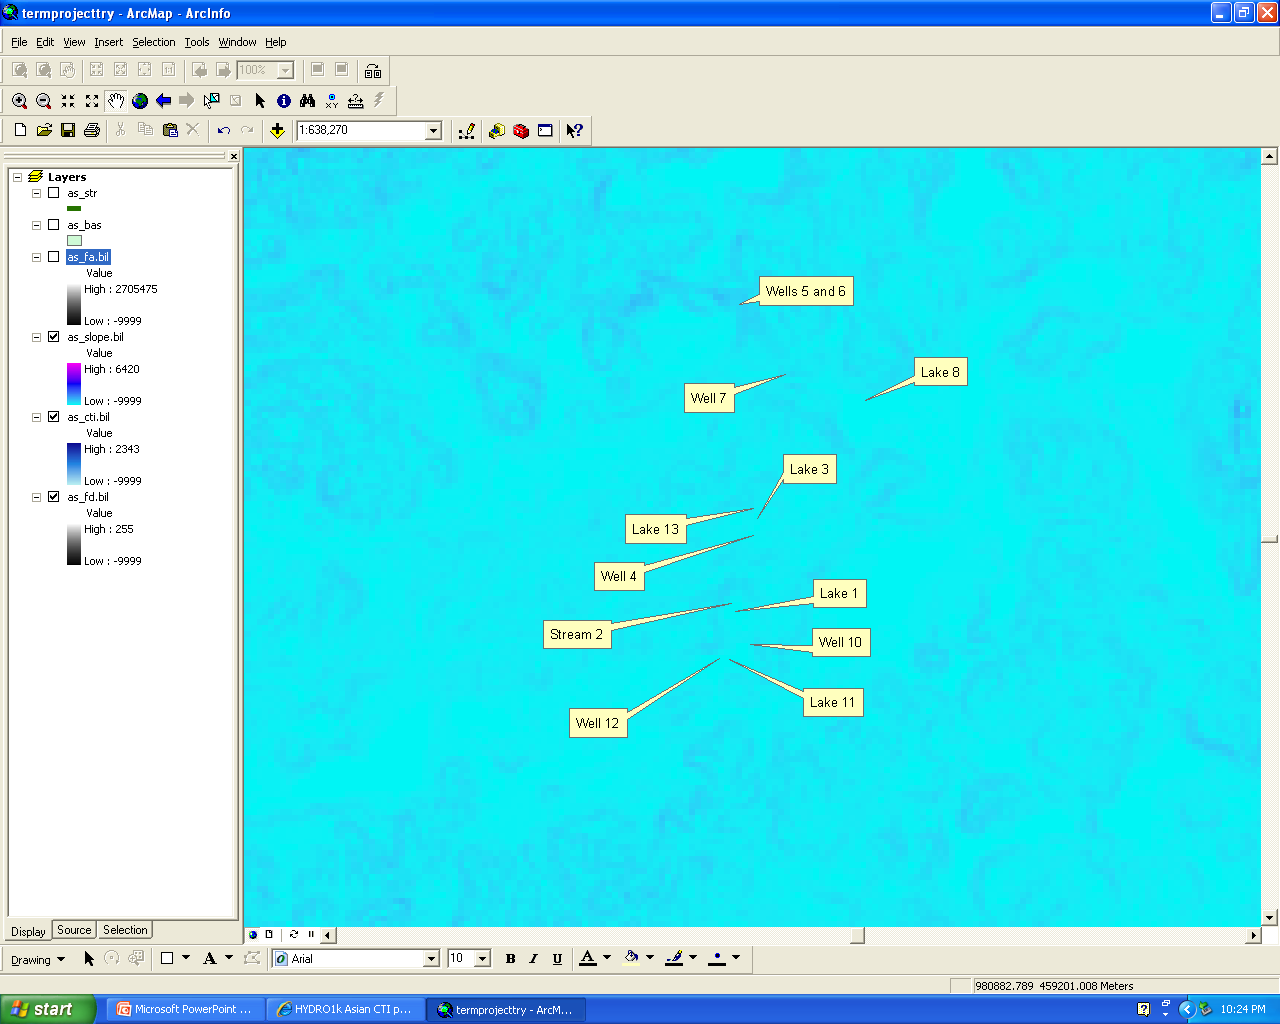 termprojecttry - ArcMap - ArcInfo
File Edit View Insert Selection Tools Window Help
100%
1:638,270
Layers
as_str
as_bas
as_fa.bil
Value
High : 2705475
Low : -9999
as_slope.bil
Value
High : 6420
Low : -9999
as_cti.bil
Value
High : 2343
Low : -9999
as_fd.bil
Value
High : 255
Low : -9999
Wells 5 and 6
Lake 8
Well 7
Lake 3
Lake 13
Well 4
Lake 1
Stream 2
Well 10
Lake 11
Well 12
Display Source Selection
Drawing A Arial 10 B I U A
980882.789 459201.008 Meters
start Microsoft PowerPoint ... HYDRO1k Asian CTI p... termprojecttry - ArcM... 10:24 PM